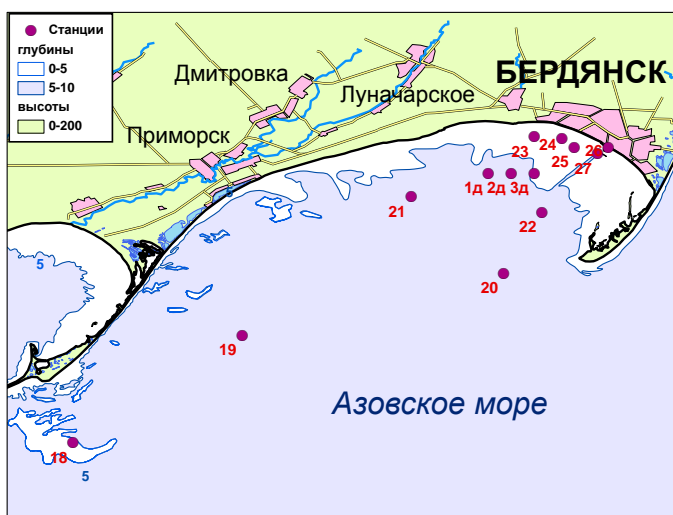 Станции
глубины
0-5
5-10
высоты
0-200
Дмитровка
БЕРДЯНСК
Луначарское
Приморск
23
24
25
26
27
1д
2д
3д
21
22
5
20
19
Азовское море
18
5